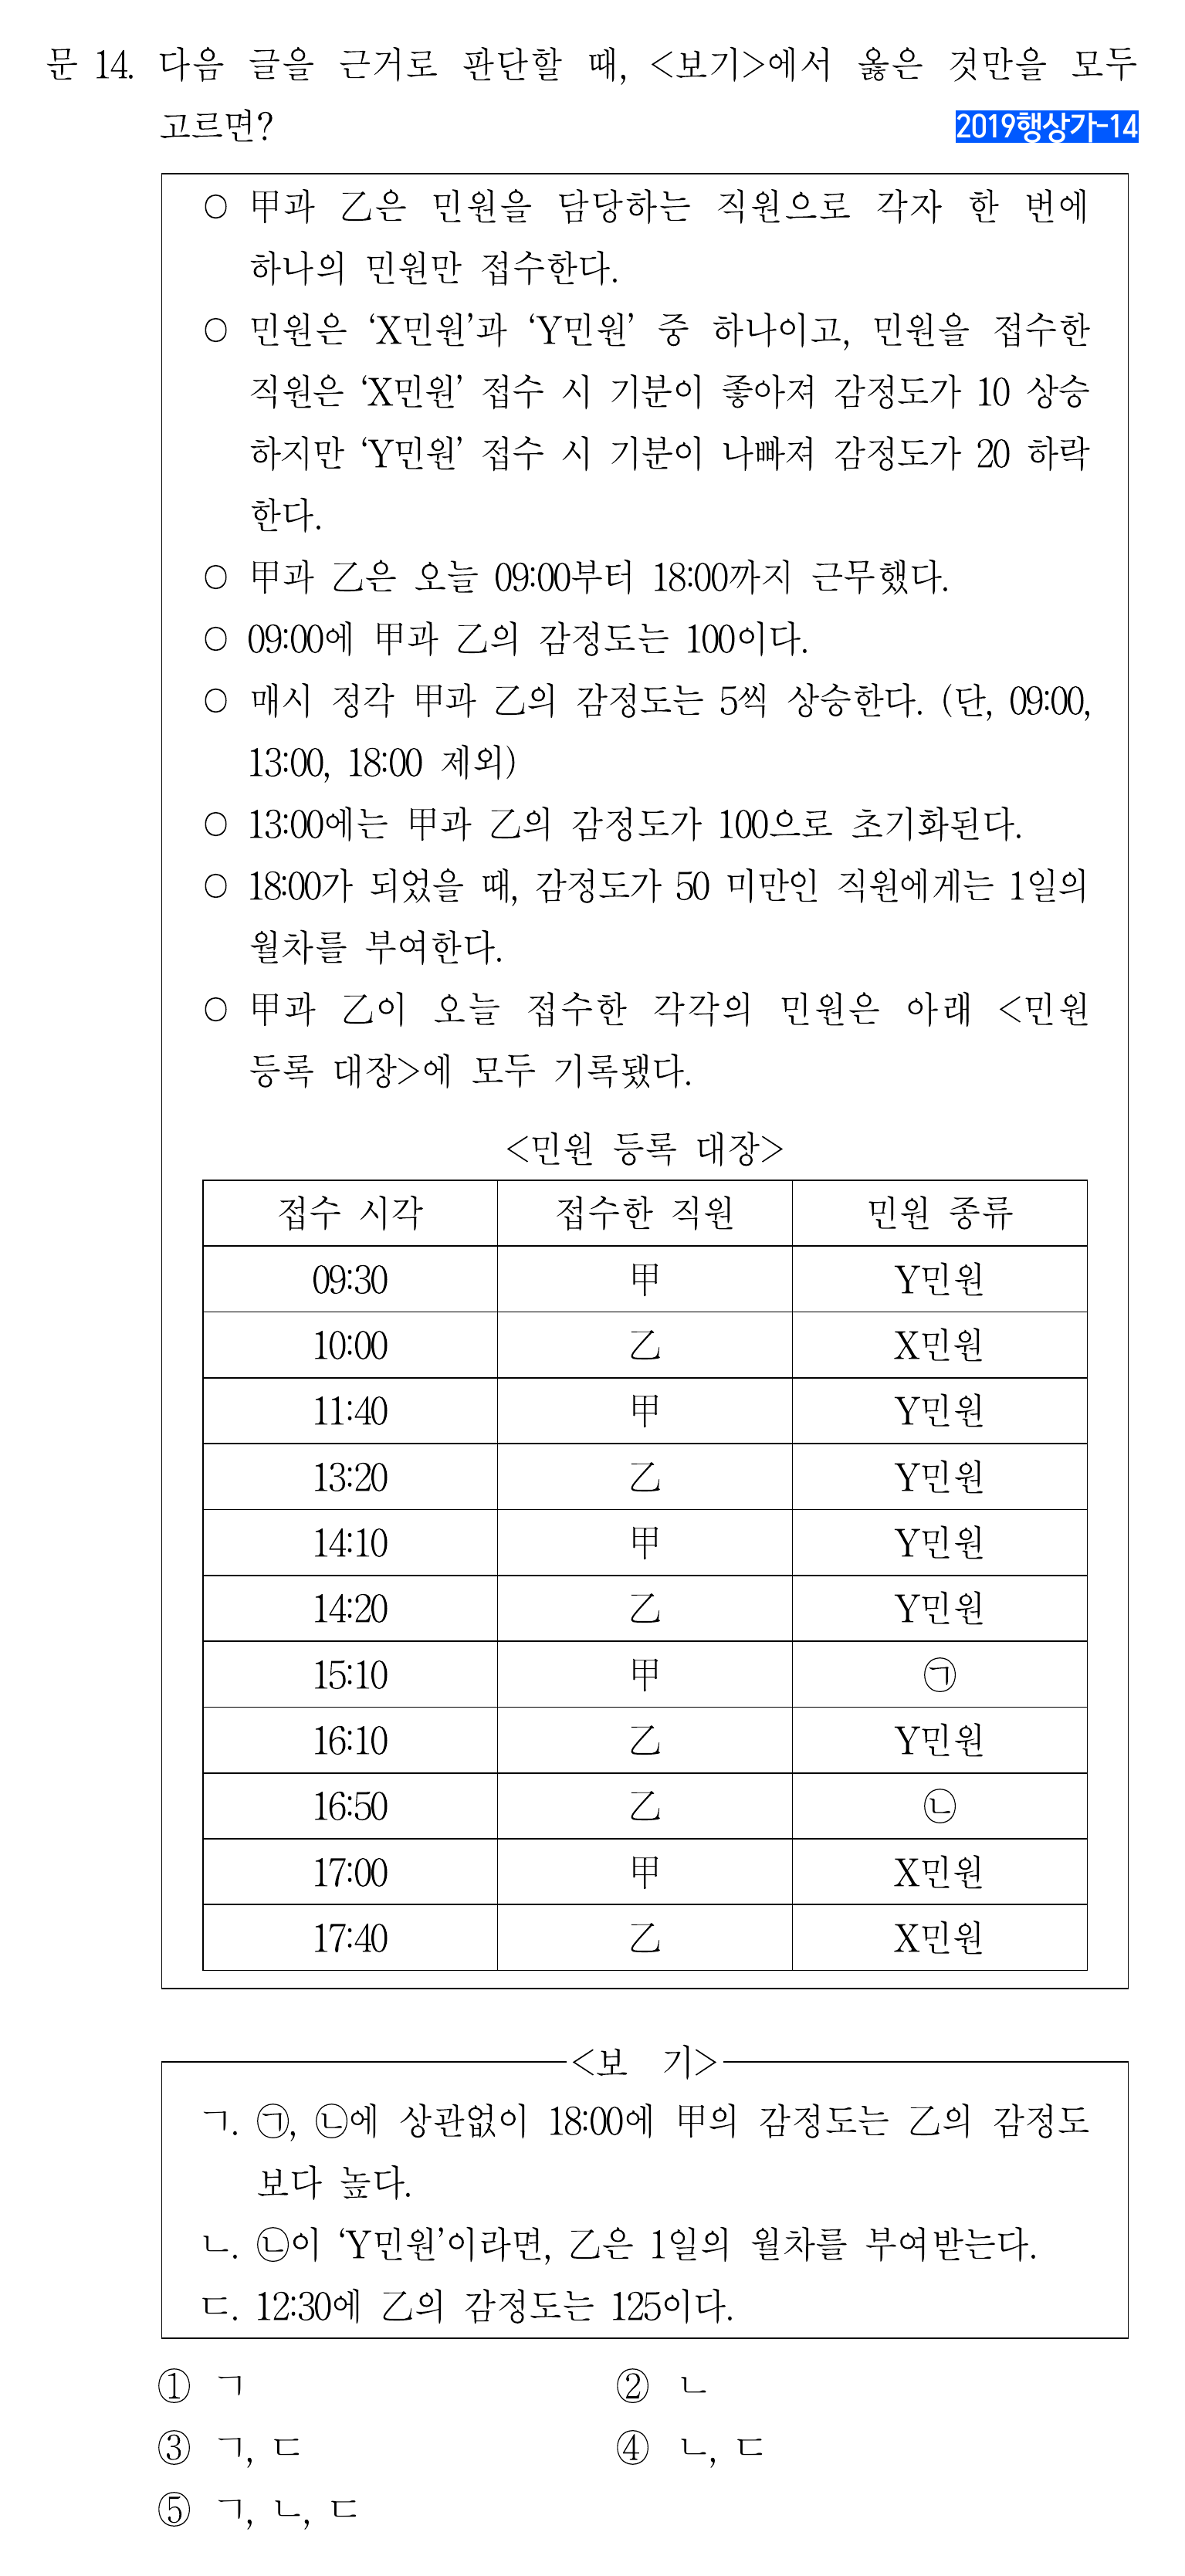 문 14. 다음 글을 근거로 판단할 때, <보기>에서 옳은 것만을 모두
고르면?
2019행상가-14
○ 甲과 乙은 민원을 담당하는 직원으로 각자 한 번에
하나의 민원만 접수한다.
○ 민원은 ‘X민원’과 ‘Y민원’ 중 하나이고, 민원을 접수한
직원은 ‘X민원’ 접수 시 기분이 좋아져 감정도가 10 상승
하지만 ‘Y민원’ 접수 시 기분이 나빠져 감정도가 20 하락
한다.
○ 甲과 乙은 오늘 09:00부터 18:00까지 근무했다.
○ 09:00에 甲과 乙의 감정도는 100이다.
○ 매시 정각 甲과 乙의 감정도는 5씩 상승한다. (단, 09:00,
13:00, 18:00 제외)
○ 13:00에는 甲과 乙의 감정도가 100으로 초기화된다.
○ 18:00가 되었을 때, 감정도가 50 미만인 직원에게는 1일의
월차를 부여한다.
○ 甲과 乙이 오늘 접수한 각각의 민원은 아래 <민원
등록 대장>에 모두 기록됐다.
<민원 등록 대장>
접수 시각 접수한 직원 민원 종류
09:30 甲 Y민원
10:00 乙 X민원
11:40 甲 Y민원
13:20 乙 Y민원
14:10 甲 Y민원
14:20 乙 Y민원
15:10 甲 ㉠
16:10 乙 Y민원
16:50 乙 ㉡
17:00 甲 X민원
17:40 乙 X민원
<보 기>
ㄱ. ㉠, ㉡에 상관없이 18:00에 甲의 감정도는 乙의 감정도
보다 높다.
ㄴ. ㉡이 ‘Y민원’이라면, 乙은 1일의 월차를 부여받는다.
ㄷ. 12:30에 乙의 감정도는 125이다.
① ㄱ ② ㄴ
③ ㄱ, ㄷ ④ ㄴ, ㄷ
⑤ ㄱ, ㄴ, ㄷ